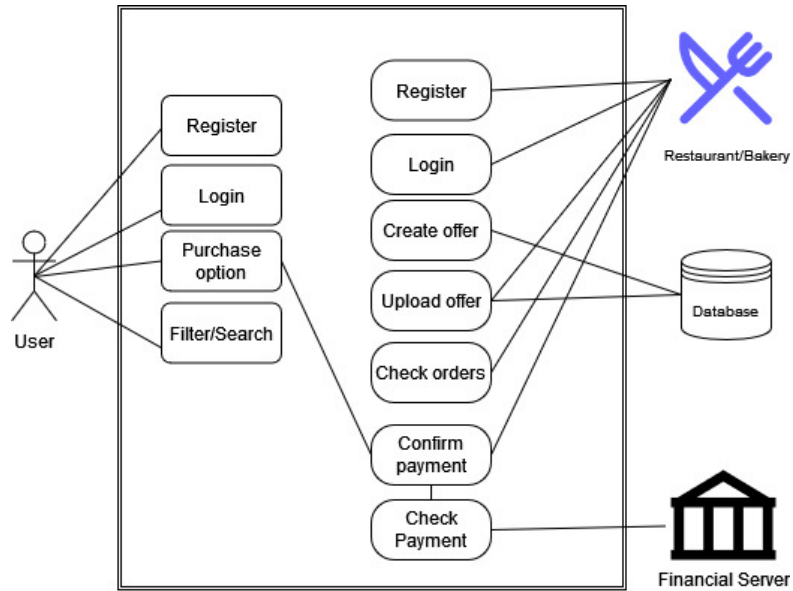 Register
Login
Purchase
option
Filter/Search
User
Register
Login
Create offer
Upload offer
Check orders
Confirm
payment
Check
Payment
Restaurant/Bakery
Database
Financial Server